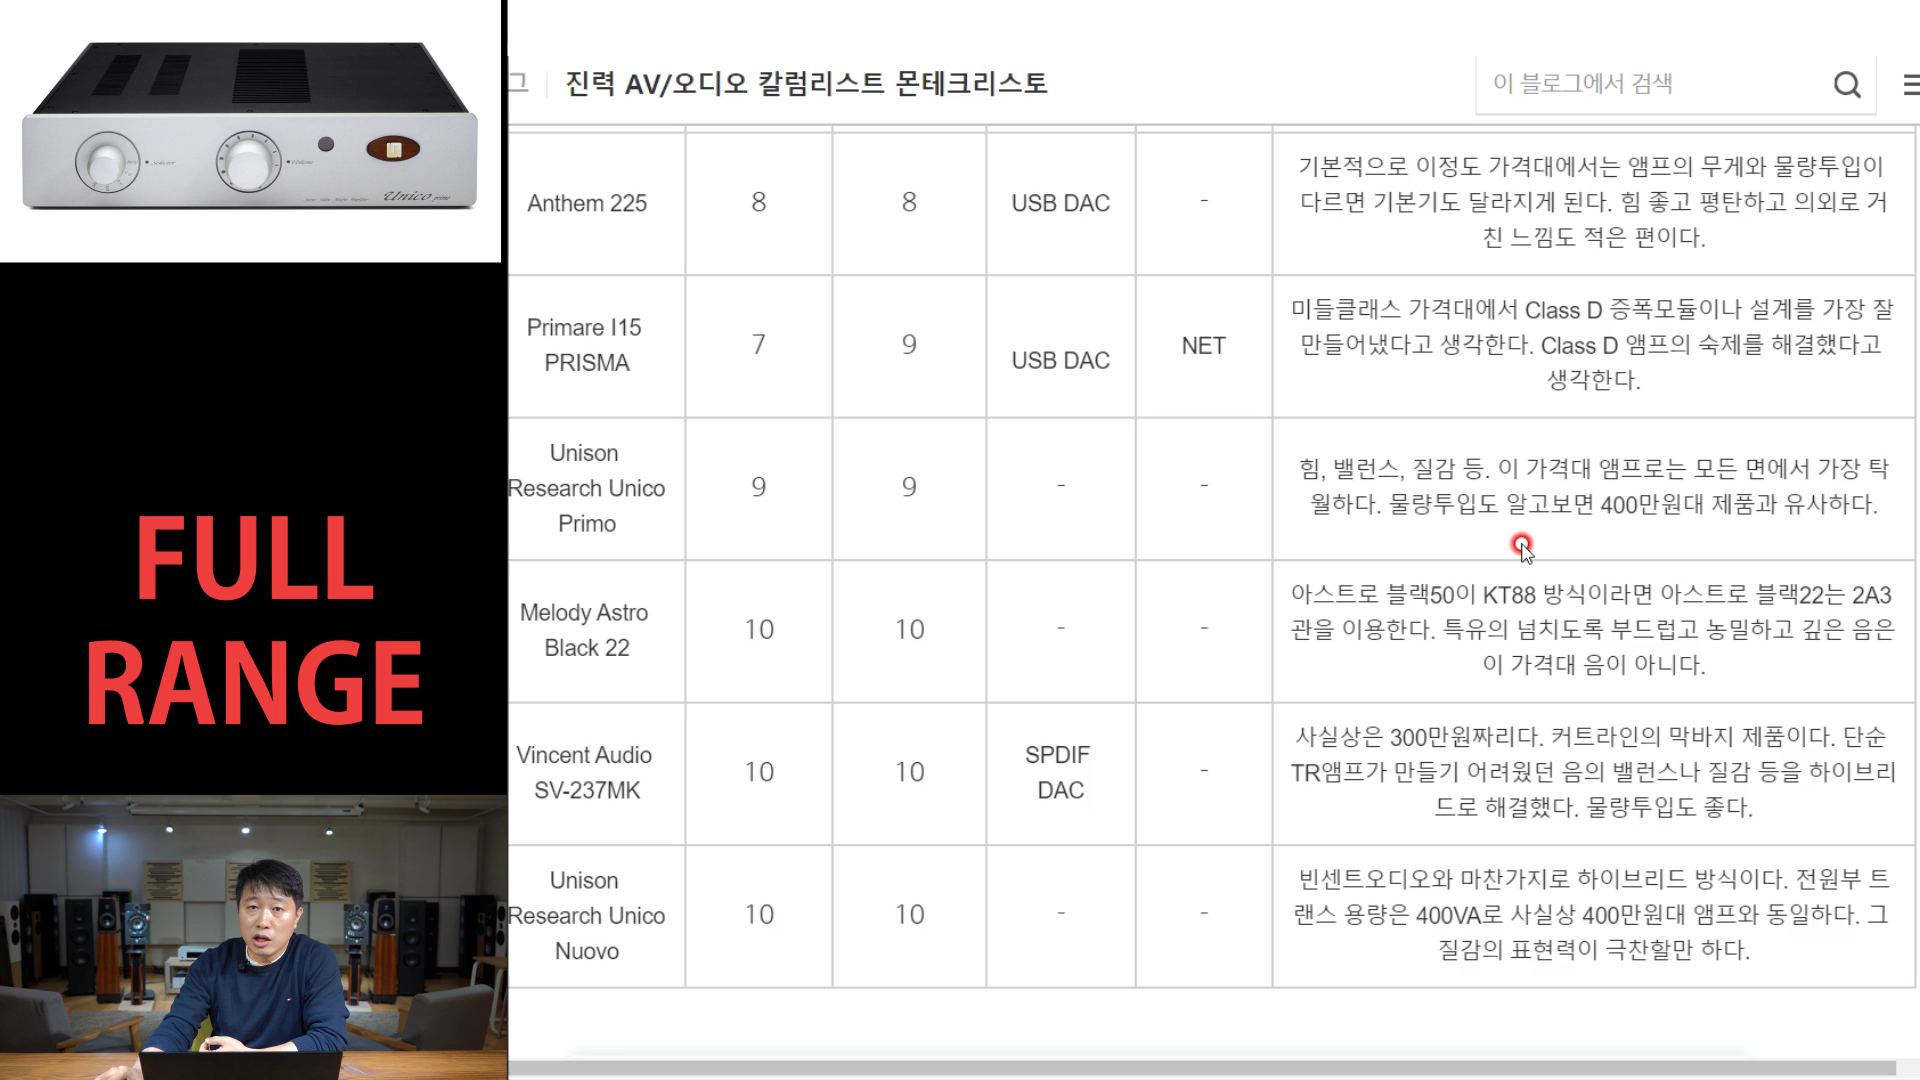 Unico primo
FULL
RANGE
그
진력 AV/오디오 칼럼리스트 몬테크리스토
이 블로그에서 검색
Anthem 225
8
8
USB DAC
-
기본적으로 이정도 가격대에서는 앰프의 무게와 물량투입이
다르면 기본기도 달라지게 된다. 힘 좋고 평탄하고 의외로 거
친 느낌도 적은 편이다.
Primare I15
PRISMA
7
9
USB DAC
NET
미들클래스 가격대에서 Class D 증폭모듈이나 설계를 가장 잘
만들어냈다고 생각한다. Class D 앰프의 숙제를 해결했다고
생각한다.
Unison
Research Unico
Primo
9
9
-
-
힘, 밸런스, 질감 등. 이 가격대 앰프로는 모든 면에서 가장 탁
월하다. 물량투입도 알고보면 400만원대 제품과 유사하다.
Melody Astro
Black 22
10
10
-
-
아스트로 블랙50이 KT88 방식이라면 아스트로 블랙22는 2A3
관을 이용한다. 특유의 넘치도록 부드럽고 농밀하고 깊은 음은
이 가격대 음이 아니다.
Vincent Audio
SV-237MK
10
10
SPDIF
DAC
-
사실상은 300만원짜리다. 커트라인의 막바지 제품이다. 단순
TR앰프가 만들기 어려웠던 음의 밸런스나 질감 등을 하이브리
드로 해결했다. 물량투입도 좋다.
Unison
Research Unico
Nuovo
10
10
-
-
빈센트오디오와 마찬가지로 하이브리드 방식이다. 전원부 트
랜스 용량은 400VA로 사실상 400만원대 앰프와 동일하다. 그
질감의 표현력이 극찬할만 하다.